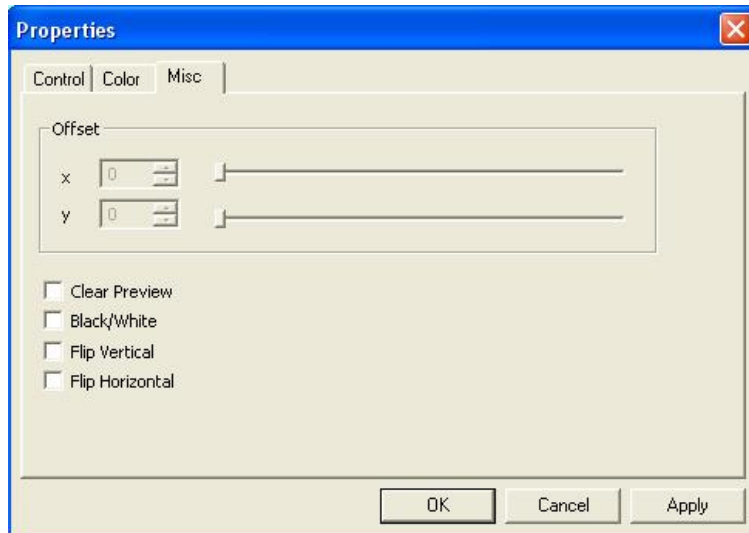 Properties
Control Color Misc
Offset
x 0
y 0
Clear Preview
Black/White
Flip Vertical
Flip Horizontal
OK Cancel Apply